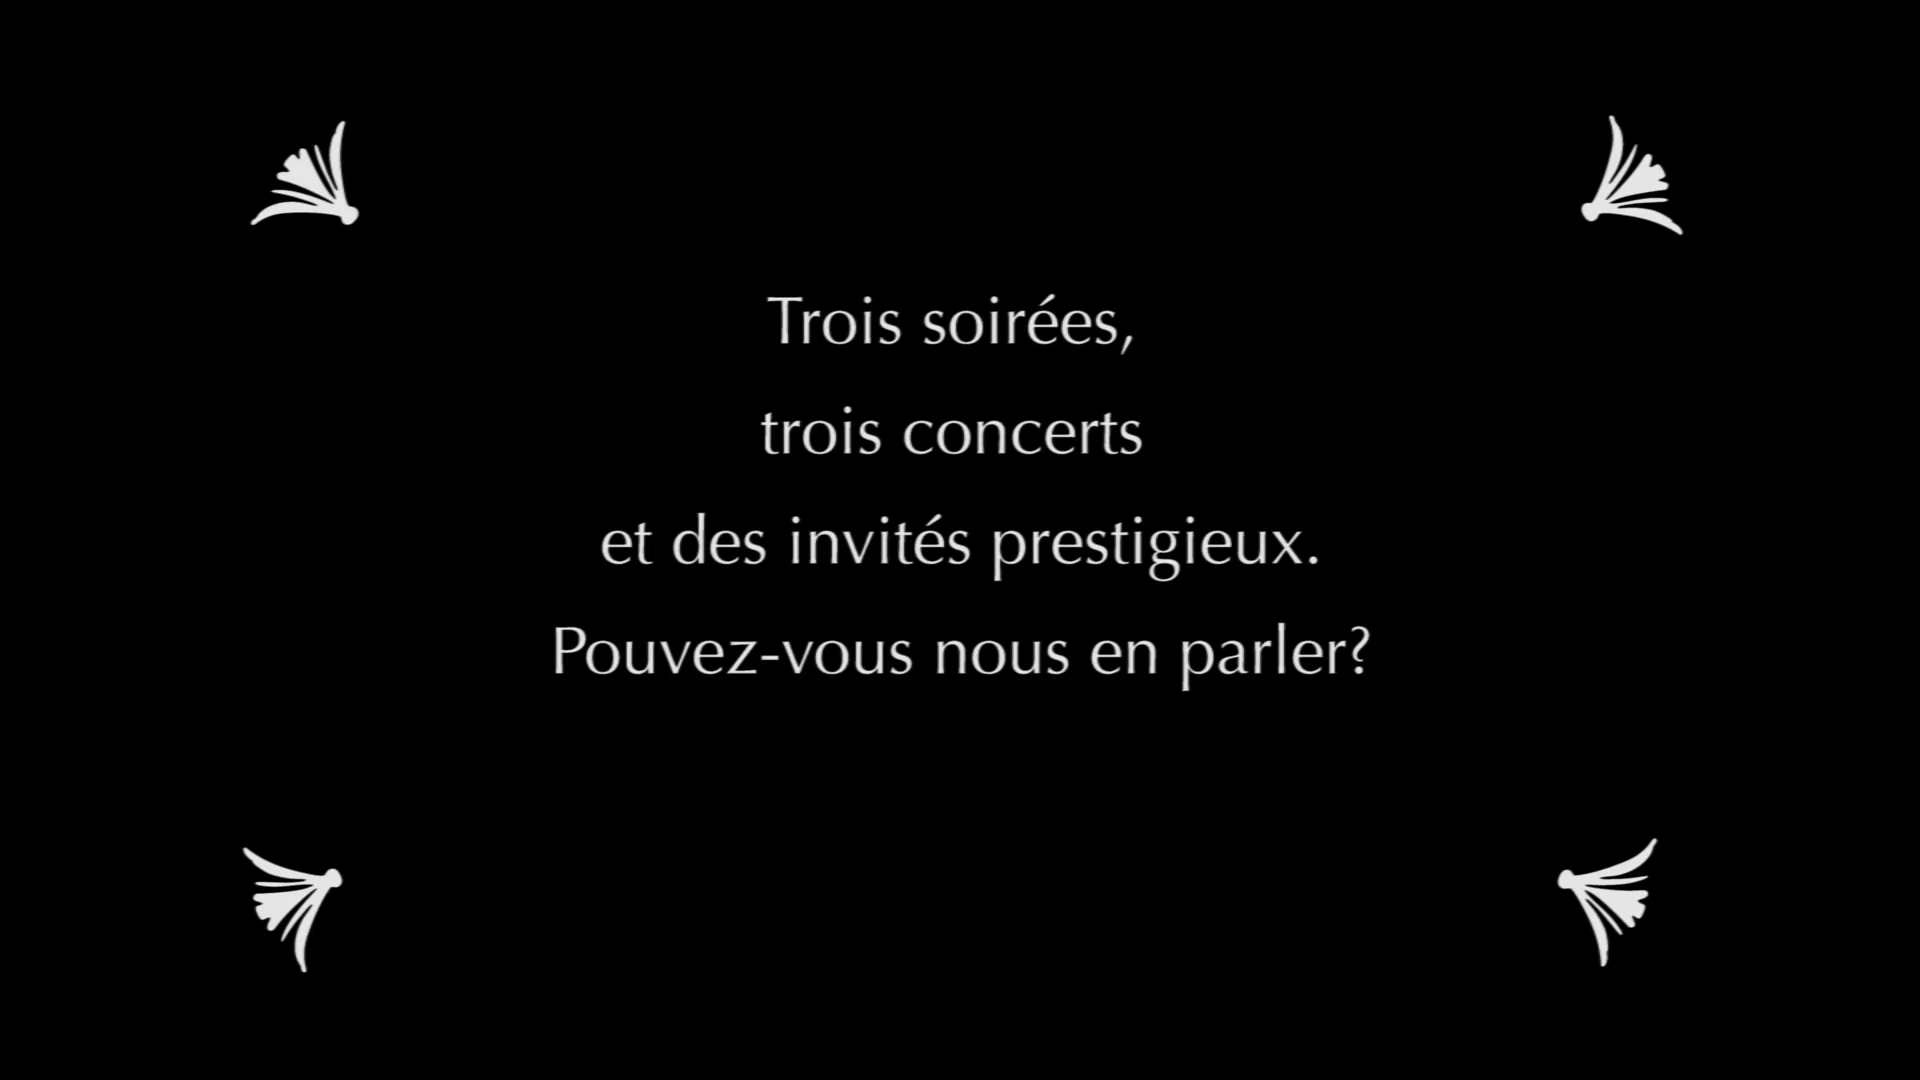 Trois soirées,
trois concerts
et des invités prestigieux.
Pouvez-vous nous en parler?